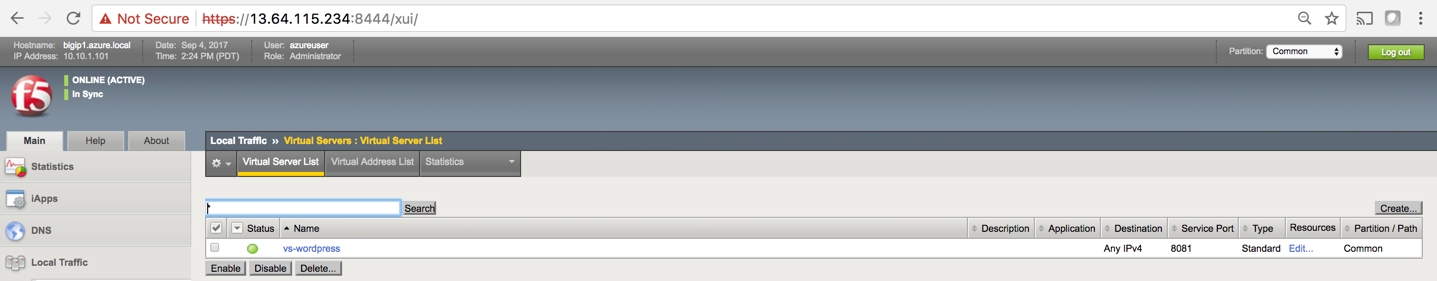 Not Secure https://13.64.115.234:8444/xui/
Hostname: bigip1.azure.local Date: Sep 4, 2017 User: azureuser Partition: Common Log out
IP Address: 10.10.1.101 Time: 2:24 PM (PDT) Role: Administrator
f5
ONLINE (ACTIVE)
In Sync
Main Help About
Local Traffic » Virtual Servers : Virtual Server List
Virtual Server List Virtual Address List Statistics
Statistics
iApps
DNS
Local Traffic
* Search Create...
Status Name Description Application Destination Service Port Type Resources Partition / Path
vs-wordpress Any IPv4 8081 Standard Edit... Common
Enable Disable Delete...